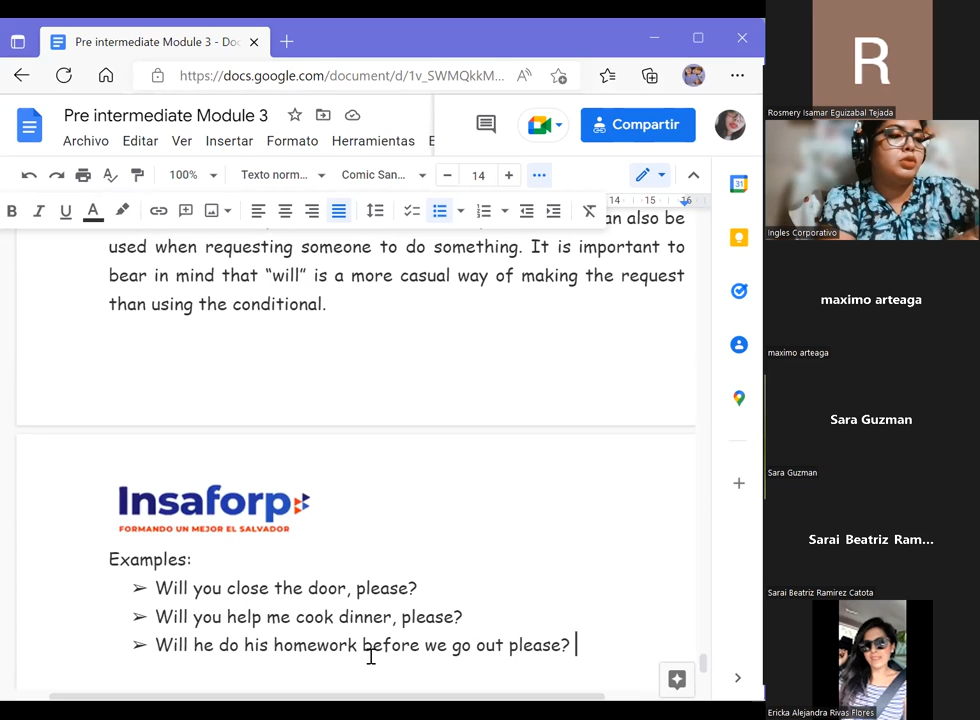 Pre intermediate Module 3 - Doc
https://docs.google.com/document/d/1v_SWMQkkM...
Pre intermediate Module 3
Archivo Editar Ver Insertar Formato Herramientas E
Compartir
100% Texto norm... Comic San... 14
14 15 16
an also be
used when requesting someone to do something. It is important to
bear in mind that “will” is a more casual way of making the request
than using the conditional.
Insaforp
FORMANDO UN MEJOR EL SALVADOR
Examples:
➢ Will you close the door, please?
➢ Will you help me cook dinner, please?
➢ Will he do his homework before we go out please?
R
Rosmery Isamar Eguizabal Tejada
Ingles Corporativo
maximo arteaga
maximo arteaga
Sara Guzman
Sara Guzman
Sarai Beatriz Ram...
Sarai Beatriz Ramirez Catota
Ericka Alejandra Rivas Flores